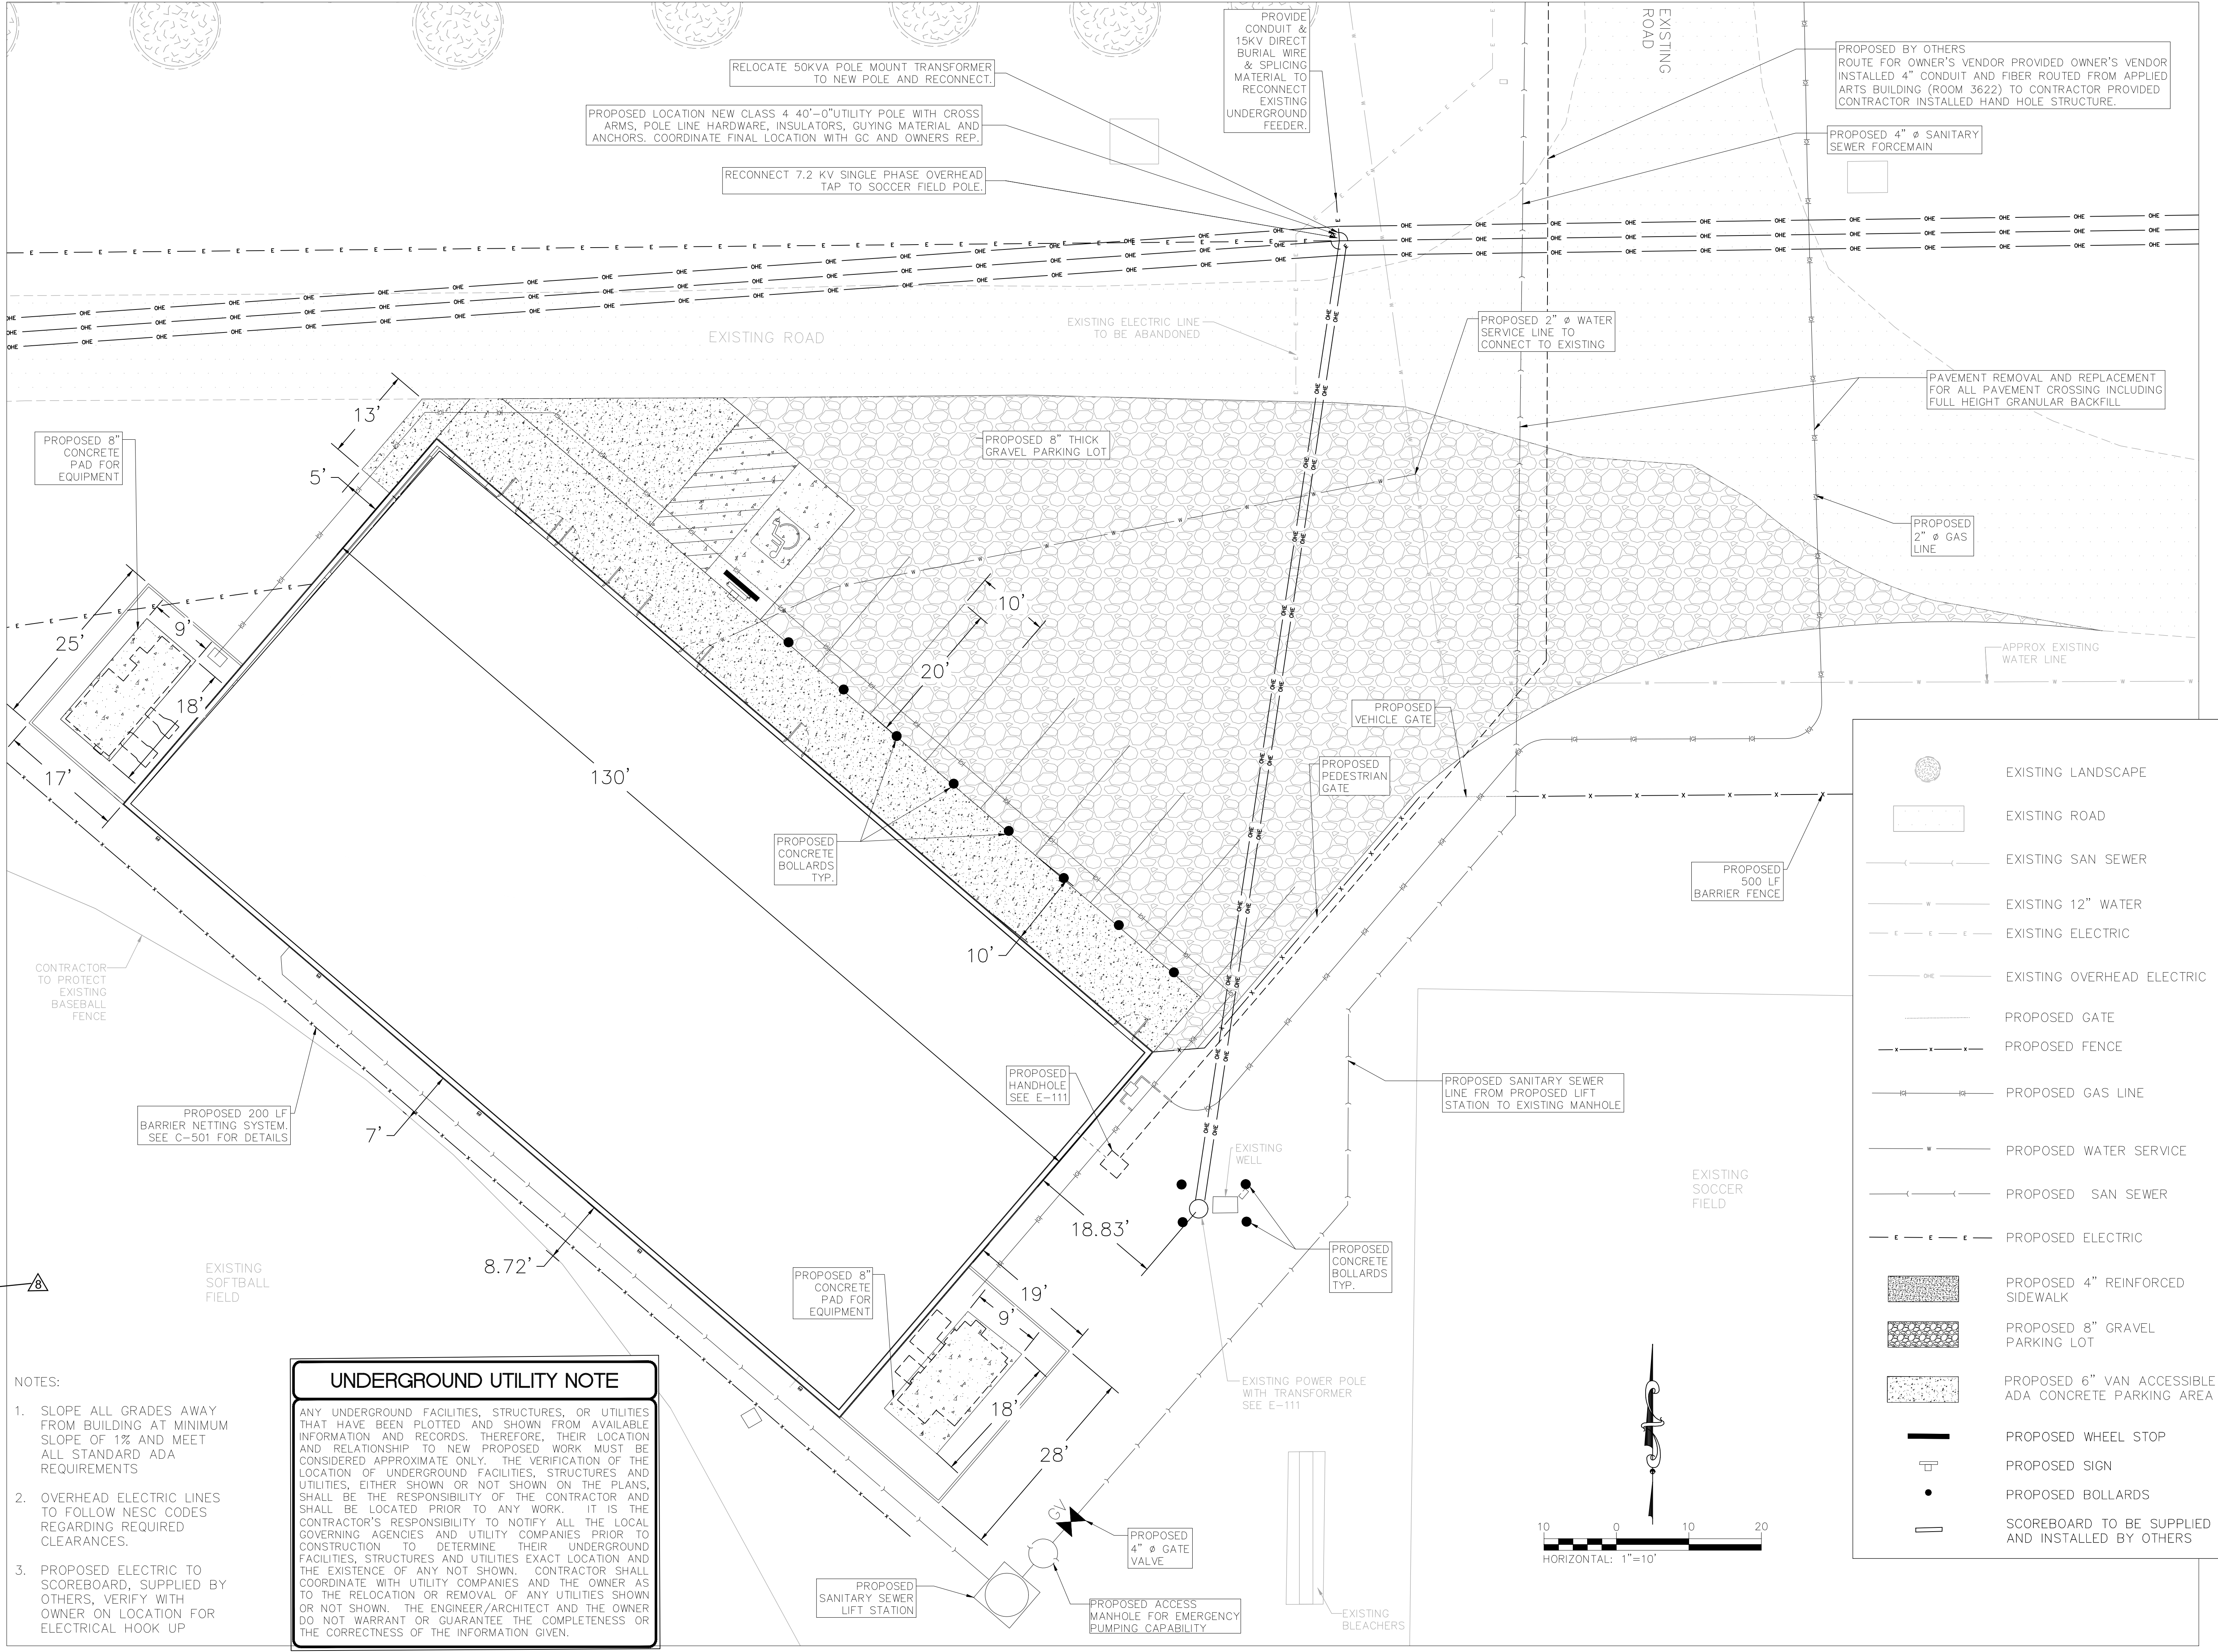 PROVIDE
CONDUIT &
15KV DIRECT
BURIAL WIRE
& SPLICING
MATERIAL TO
RECONNECT
EXISTING
UNDERGROUND
FEEDER.
EXISTING
ROAD
PROPOSED BY OTHERS
ROUTE FOR OWNER'S VENDOR PROVIDED OWNER'S VENDOR
INSTALLED 4" CONDUIT AND FIBER ROUTED FROM APPLIED
ARTS BUILDING (ROOM 3622) TO CONTRACTOR PROVIDED
CONTRACTOR INSTALLED HAND HOLE STRUCTURE.
RELOCATE 50KVA POLE MOUNT TRANSFORMER
TO NEW POLE AND RECONNECT.
PROPOSED LOCATION NEW CLASS 4 40'-0"UTILITY POLE WITH CROSS
ARMS, POLE LINE HARDWARE, INSULATORS, GUYING MATERIAL AND
ANCHORS. COORDINATE FINAL LOCATION WITH GC AND OWNERS REP.
PROPOSED 4" ø SANITARY
SEWER FORCEMAIN
RECONNECT 7.2 KV SINGLE PHASE OVERHEAD
TAP TO SOCCER FIELD POLE.
EXISTING ROAD
EXISTING ELECTRIC LINE
TO BE ABANDONED
PROPOSED 2" ø WATER
SERVICE LINE TO
CONNECT TO EXISTING
PAVEMENT REMOVAL AND REPLACEMENT
FOR ALL PAVEMENT CROSSING INCLUDING
FULL HEIGHT GRANULAR BACKFILL
13'
PROPOSED 8"
CONCRETE
PAD FOR
EQUIPMENT
5'
PROPOSED 8" THICK
GRAVEL PARKING LOT
PROPOSED
2" ø GAS
LINE
25'
9'
18'
17'
10'
20'
130'
APPROX EXISTING
WATER LINE
PROPOSED
VEHICLE GATE
PROPOSED
PEDESTRIAN
GATE
PROPOSED
CONCRETE
BOLLARDS
TYP.
PROPOSED
500 LF
BARRIER FENCE
10'
CONTRACTOR
TO PROTECT
EXISTING
BASEBALL
FENCE
PROPOSED
HANDHOLE
SEE E-111
PROPOSED SANITARY SEWER
LINE FROM PROPOSED LIFT
STATION TO EXISTING MANHOLE
PROPOSED 200 LF
BARRIER NETTING SYSTEM.
SEE C-501 FOR DETAILS
7'
EXISTING
WELL
EXISTING
SOCCER
FIELD
18.83'
8.72'
PROPOSED
CONCRETE
BOLLARDS
TYP.
EXISTING
SOFTBALL
FIELD
8
PROPOSED 8"
CONCRETE
PAD FOR
EQUIPMENT
19'
9'
18'
28'
EXISTING POWER POLE
WITH TRANSFORMER
SEE E-111
GV
PROPOSED
4" ø GATE
VALVE
PROPOSED
SANITARY SEWER
LIFT STATION
PROPOSED ACCESS
MANHOLE FOR EMERGENCY
PUMPING CAPABILITY
EXISTING
BLEACHERS
10 0 10 20
HORIZONTAL: 1"=10'
NOTES:
1. SLOPE ALL GRADES AWAY
FROM BUILDING AT MINIMUM
SLOPE OF 1% AND MEET
ALL STANDARD ADA
REQUIREMENTS
2. OVERHEAD ELECTRIC LINES
TO FOLLOW NESC CODES
REGARDING REQUIRED
CLEARANCES.
3. PROPOSED ELECTRIC TO
SCOREBOARD, SUPPLIED BY
OTHERS, VERIFY WITH
OWNER ON LOCATION FOR
ELECTRICAL HOOK UP
UNDERGROUND UTILITY NOTE
ANY UNDERGROUND FACILITIES, STRUCTURES, OR UTILITIES
THAT HAVE BEEN PLOTTED AND SHOWN FROM AVAILABLE
INFORMATION AND RECORDS. THEREFORE, THEIR LOCATION
AND RELATIONSHIP TO NEW PROPOSED WORK MUST BE
CONSIDERED APPROXIMATE ONLY. THE VERIFICATION OF THE
LOCATION OF UNDERGROUND FACILITIES, STRUCTURES AND
UTILITIES, EITHER SHOWN OR NOT SHOWN ON THE PLANS,
SHALL BE THE RESPONSIBILITY OF THE CONTRACTOR AND
SHALL BE LOCATED PRIOR TO ANY WORK. IT IS THE
CONTRACTOR'S RESPONSIBILITY TO NOTIFY ALL THE LOCAL
GOVERNING AGENCIES AND UTILITY COMPANIES PRIOR TO
CONSTRUCTION TO DETERMINE THEIR UNDERGROUND
FACILITIES, STRUCTURES AND UTILITIES EXACT LOCATION AND
THE EXISTENCE OF ANY NOT SHOWN. CONTRACTOR SHALL
COORDINATE WITH UTILITY COMPANIES AND THE OWNER AS
TO THE RELOCATION OR REMOVAL OF ANY UTILITIES SHOWN
OR NOT SHOWN. THE ENGINEER/ARCHITECT AND THE OWNER
DO NOT WARRANT OR GUARANTEE THE COMPLETENESS OR
THE CORRECTNESS OF THE INFORMATION GIVEN.
EXISTING LANDSCAPE
EXISTING ROAD
EXISTING SAN SEWER
W EXISTING 12" WATER
E E E EXISTING ELECTRIC
OHE EXISTING OVERHEAD ELECTRIC
PROPOSED GATE
X X X PROPOSED FENCE
PROPOSED GAS LINE
W PROPOSED WATER SERVICE
PROPOSED SAN SEWER
E E E PROPOSED ELECTRIC
PROPOSED 4" REINFORCED
SIDEWALK
PROPOSED 8" GRAVEL
PARKING LOT
PROPOSED 6" VAN ACCESSIBLE
ADA CONCRETE PARKING AREA
PROPOSED WHEEL STOP
PROPOSED SIGN
PROPOSED BOLLARDS
SCOREBOARD TO BE SUPPLIED
AND INSTALLED BY OTHERS